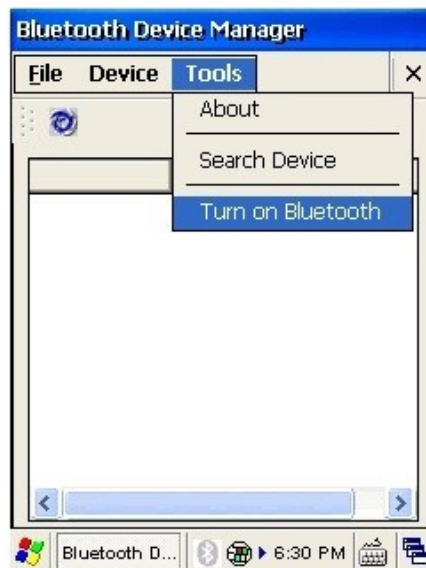 Bluetooth Device Manager
File Device Tools
About
Search Device
Turn on Bluetooth
Bluetooth D... 6:30 PM